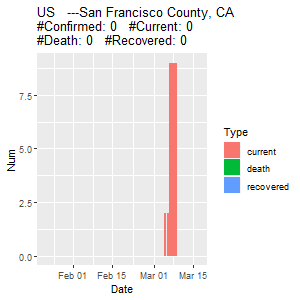 US   ---San Francisco County, CA
#Confirmed: 0   #Current: 0
#Death: 0   #Recovered: 0
Num
7.5
5.0
2.5
0.0
Feb 01   Feb 15   Mar 01   Mar 15
Date
Type
current
death
recovered